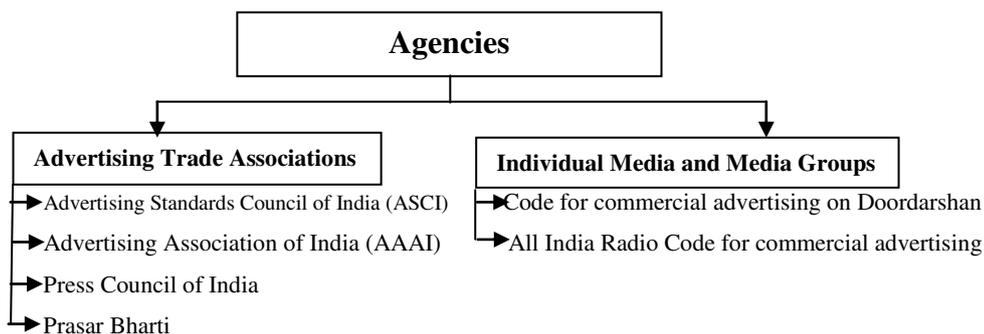 Agencies
Advertising Trade Associations
Advertising Standards Council of India (ASCI)
Advertising Association of India (AAAI)
Press Council of India
Prasar Bharti
Individual Media and Media Groups
Code for commercial advertising on Doordarshan
All India Radio Code for commercial advertising